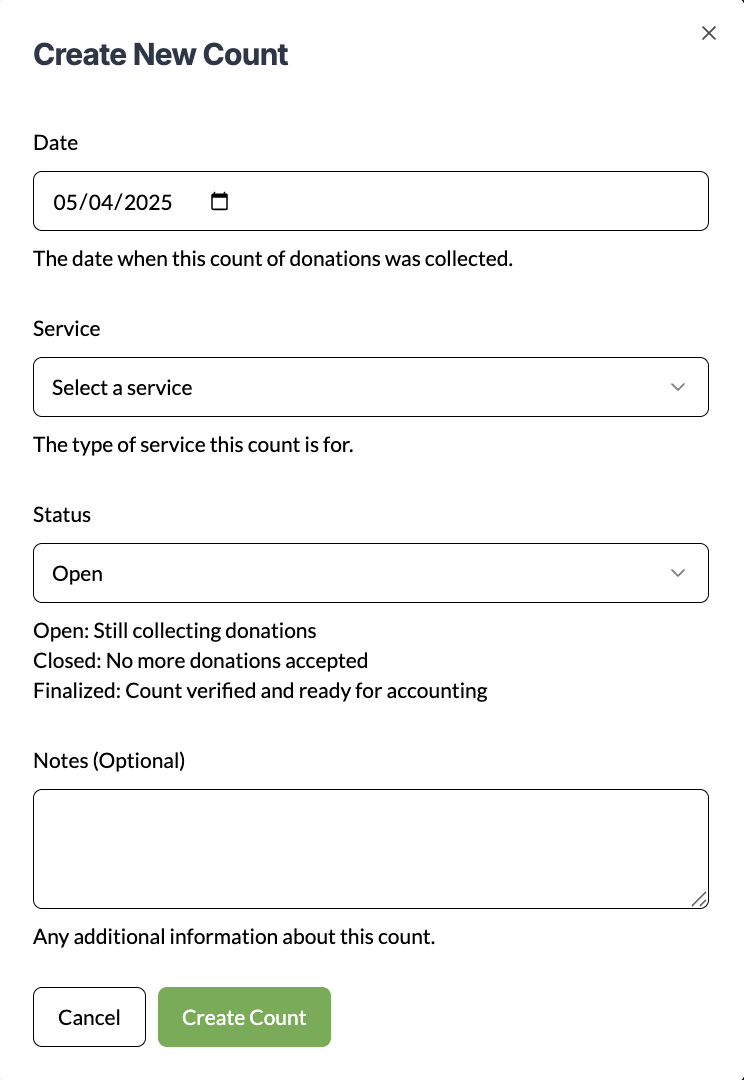 Create New Count
Date
05/04/2025
The date when this count of donations was collected.
Service
Select a service
The type of service this count is for.
Status
Open
Open: Still collecting donations
Closed: No more donations accepted
Finalized: Count verified and ready for accounting
Notes (Optional)
Any additional information about this count.
Cancel
Create Count